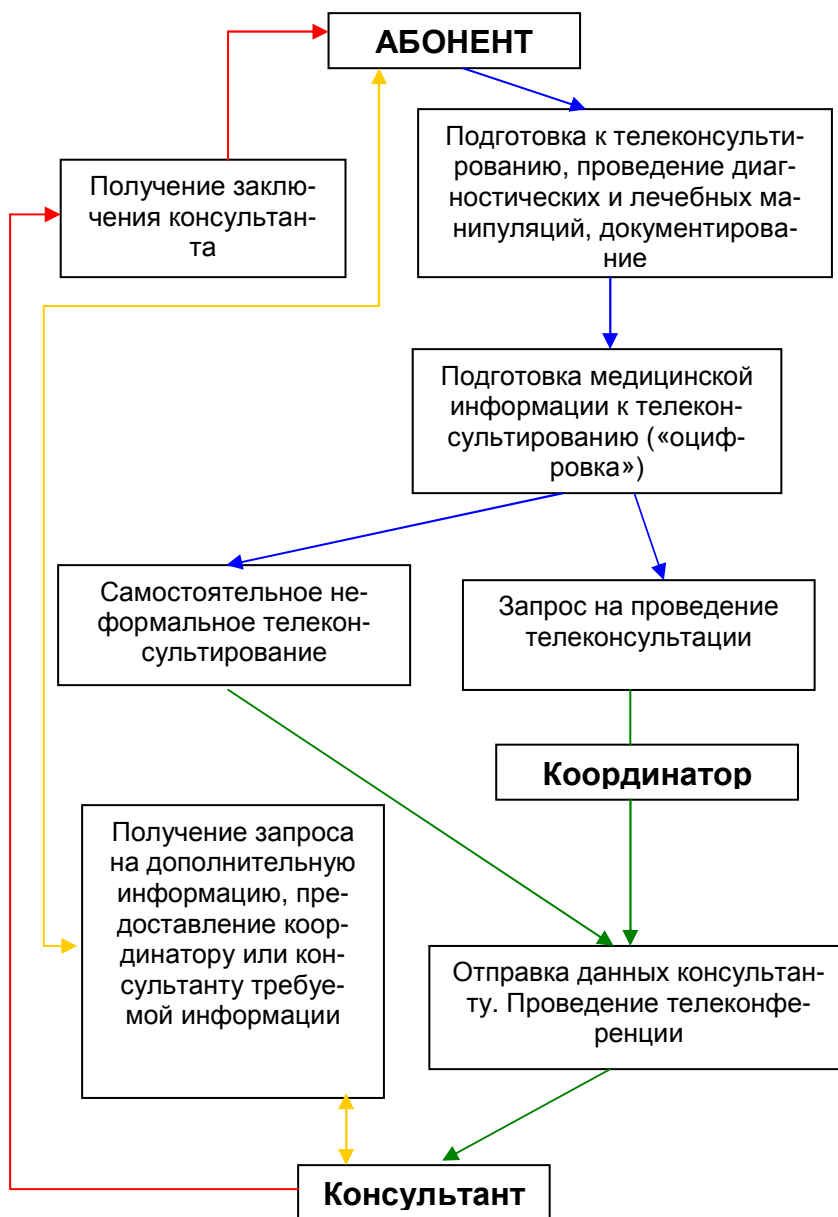 АБОНЕНТ
Подготовка к телеконсульти-
рованию, проведение диаг-
ностических и лечебных ма-
нипуляций, документирова-
ние
Получение заклю-
чения консультан-
та
Подготовка медицинской
информации к телекон-
сультированию («оциф-
ровка»)
Самостоятельное не-
формальное телекон-
сультирование
Запрос на проведение
телеконсультации
Координатор
Получение запроса
на дополнительную
информацию, пре-
доставление коор-
динатору или кон-
сультанту требуе-
мой информации
Отправка данных консультан-
ту. Проведение телеконфе-
ренции
Консультант